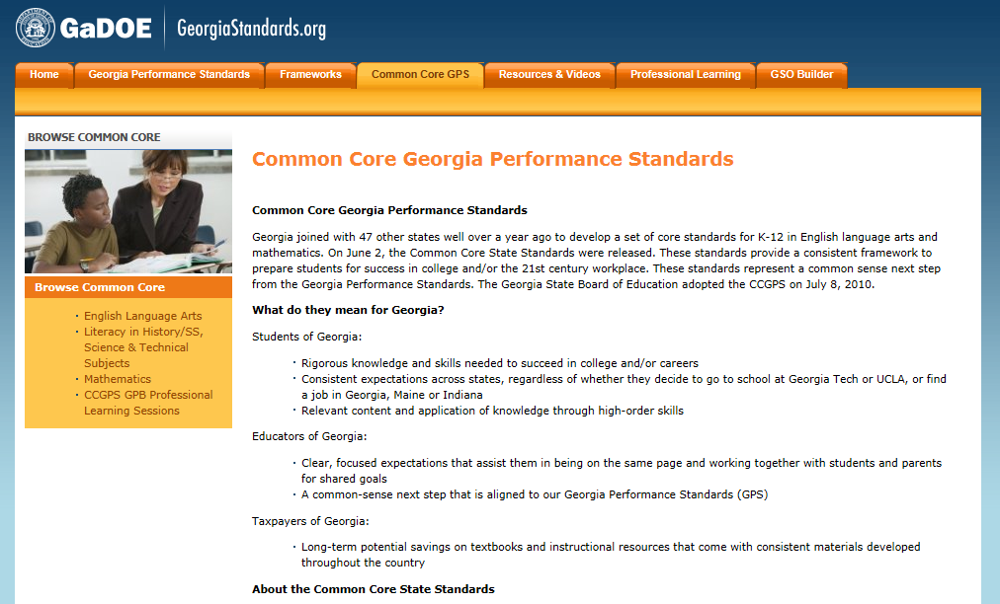 GaDOE GeorgiaStandards.org
Home Georgia Performance Standards Frameworks Common Core GPS Resources & Videos Professional Learning GSO Builder
BROWSE COMMON CORE
Browse Common Core
· English Language Arts
· Literacy in History/SS,
Science & Technical
Subjects
· Mathematics
· CCGPS GPB Professional
Learning Sessions
Common Core Georgia Performance Standards
Common Core Georgia Performance Standards
Georgia joined with 47 other states well over a year ago to develop a set of core standards for K-12 in English language arts and
mathematics. On June 2, the Common Core State Standards were released. These standards provide a consistent framework to
prepare students for success in college and/or the 21st century workplace. These standards represent a common sense next step
from the Georgia Performance Standards. The Georgia State Board of Education adopted the CCGPS on July 8, 2010.
What do they mean for Georgia?
Students of Georgia:
· Rigorous knowledge and skills needed to succeed in college and/or careers
· Consistent expectations across states, regardless of whether they decide to go to school at Georgia Tech or UCLA, or find
a job in Georgia, Maine or Indiana
· Relevant content and application of knowledge through high-order skills
Educators of Georgia:
· Clear, focused expectations that assist them in being on the same page and working together with students and parents
for shared goals
· A common-sense next step that is aligned to our Georgia Performance Standards (GPS)
Taxpayers of Georgia:
· Long-term potential savings on textbooks and instructional resources that come with consistent materials developed
throughout the country
About the Common Core State Standards